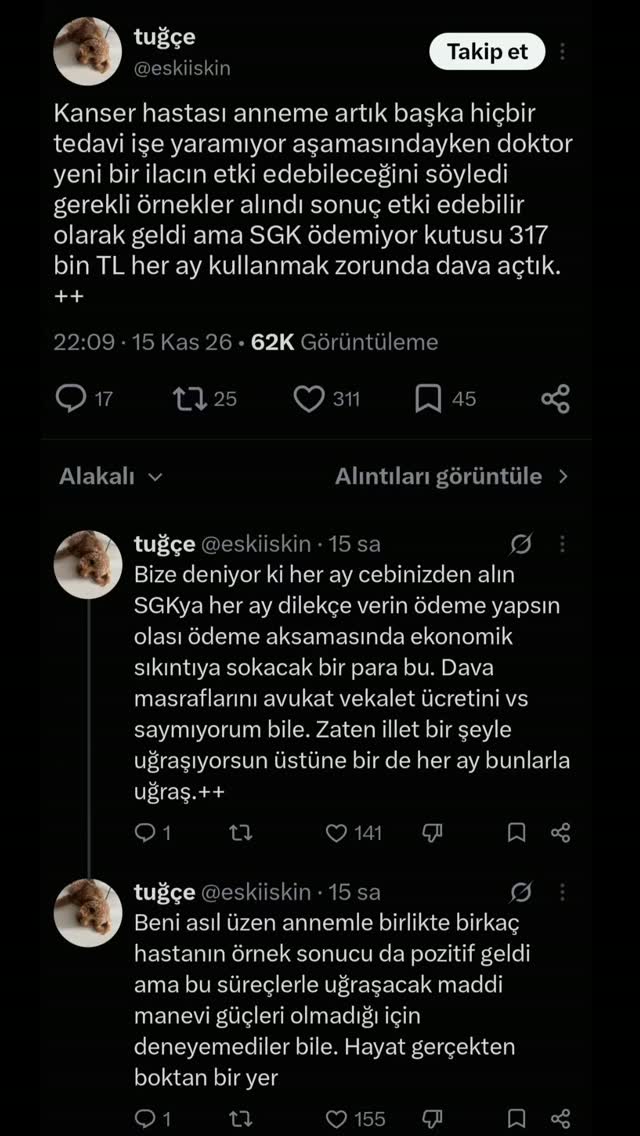 tuğçe
@eskiiskin
Takip et
Kanser hastası anneme artık başka hiçbir
tedavi işe yaramıyor aşamasındayken doktor
yeni bir ilacın etki edebileceğini söyledi
gerekli örnekler alındı sonuç etki edebilir
olarak geldi ama SGK ödemiyor kutusu 317
bin TL her ay kullanmak zorunda dava açtık.
++
22:09 · 15 Kas 26 • 62K Görüntüleme
17 25 311 45
Alakalı Alıntıları görüntüle
tuğçe @eskiiskin · 15 sa
Bize deniyor ki her ay cebinizden alın
SGKya her ay dilekçe verin ödeme yapsın
olası ödeme aksamasında ekonomik
sıkıntıya sokacak bir para bu. Dava
masraflarını avukat vekalet ücretini vs
saymıyorum bile. Zaten illet bir şeyle
uğraşıyorsun üstüne bir de her ay bunlarla
uğraş.++
1 141
tuğçe @eskiiskin · 15 sa
Beni asıl üzen annemle birlikte birkaç
hastanın örnek sonucu da pozitif geldi
ama bu süreçlerle uğraşacak maddi
manevi güçleri olmadığı için
deneyemediler bile. Hayat gerçekten
boktan bir yer
1 155